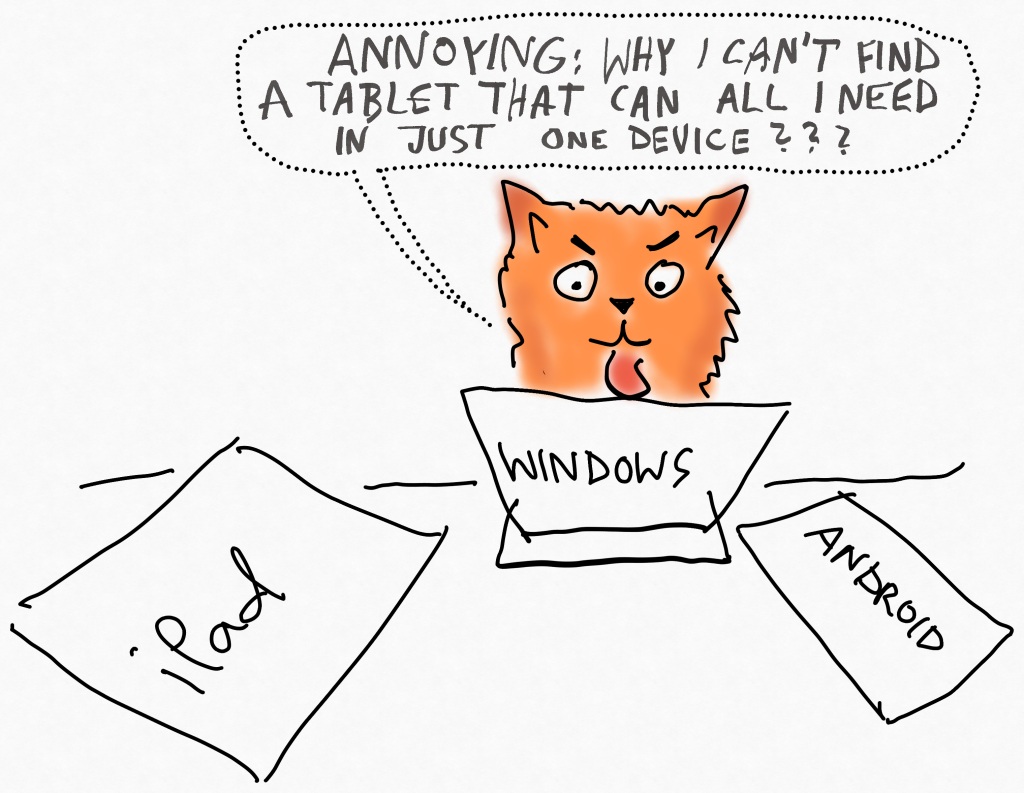 ANNOYING: WHY I CAN'T FIND
A TABLET THAT CAN ALL I NEED
IN JUST ONE DEVICE???
WINDOWS
iPad
ANDROID